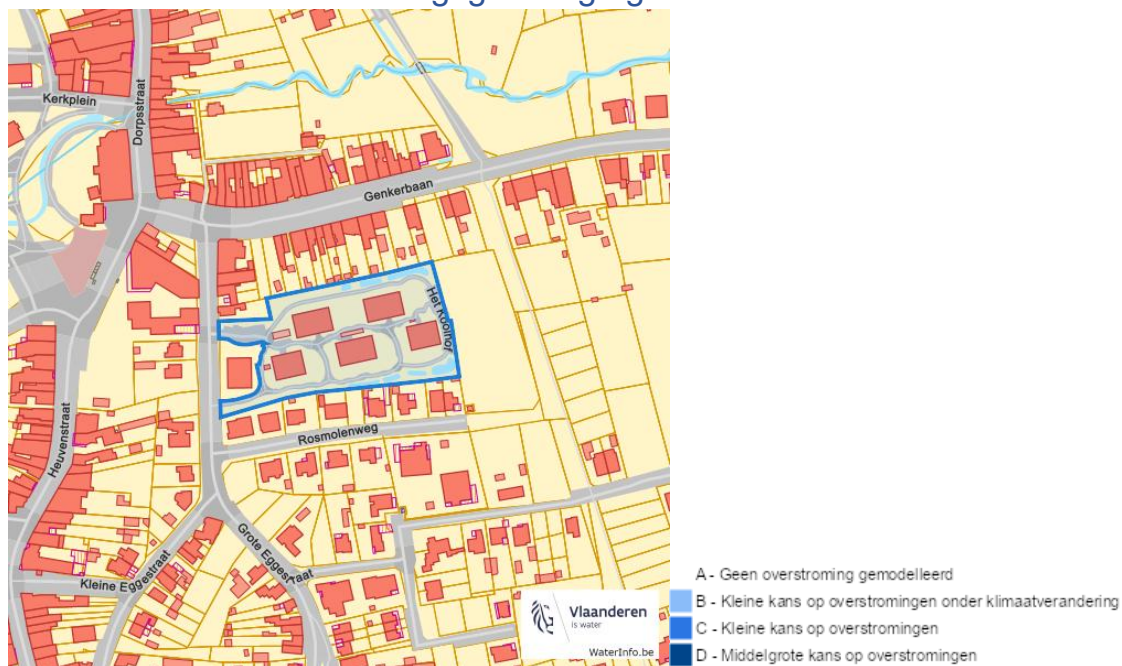 Kerkplein
Dorpsstraat
Genkerbaan
Het Koolhof
Heuvenstraat
Rosmolenweg
Grote Eggestraat
Kleine Eggestraat
Vlaanderen
is water
WaterInfo.be
A - Geen overstroming gemodelleerd
B - Kleine kans op overstromingen onder klimaatverandering
C - Kleine kans op overstromingen
D - Middelgrote kans op overstromingen